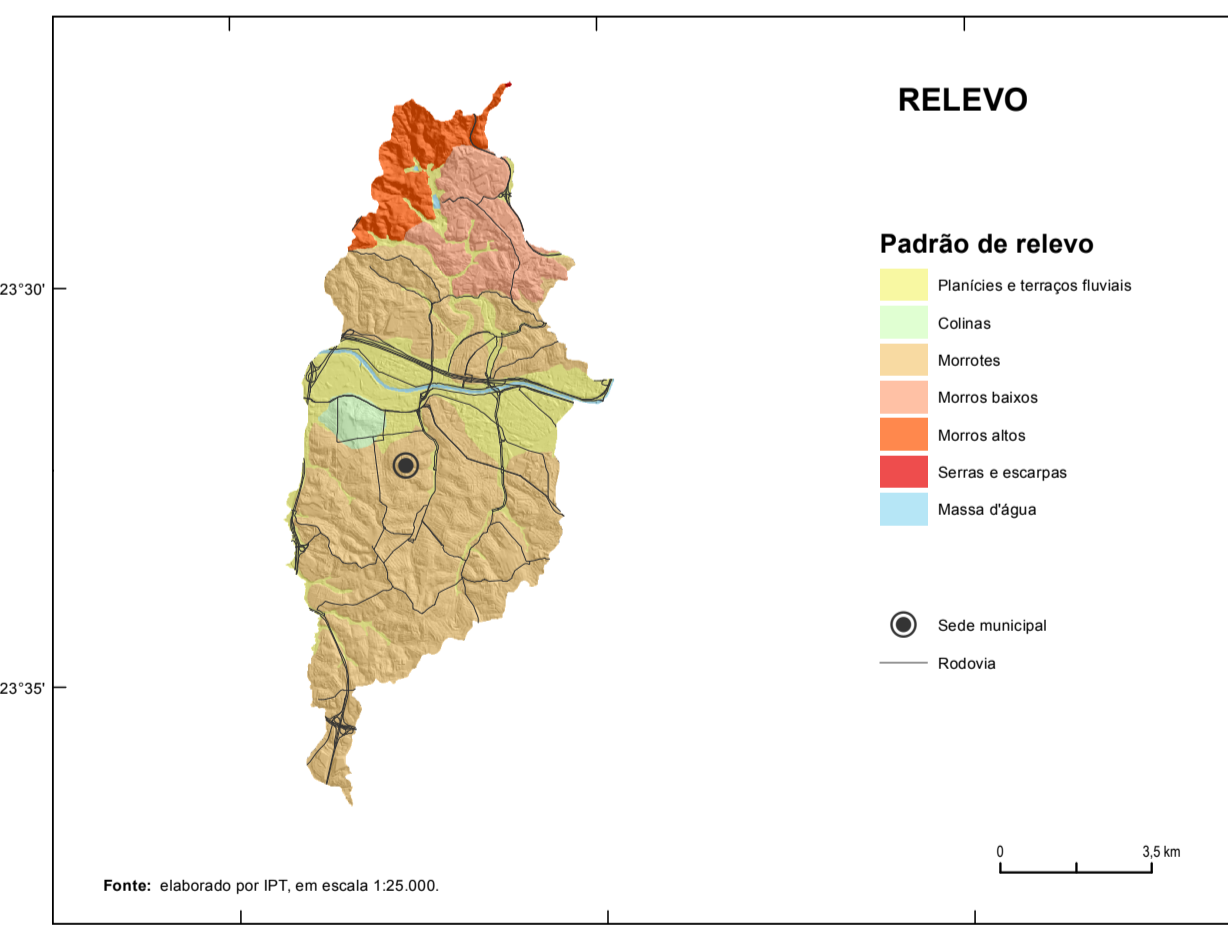 RELEVO
Padrão de relevo
Planícies e terraços fluviais
Colinas
Morrotes
Morros baixos
Morros altos
Serras e escarpas
Massa d'água
Sede municipal
Rodovia
23°30'
23°35'
0 3,5 km
Fonte: elaborado por IPT, em escala 1:25.000.